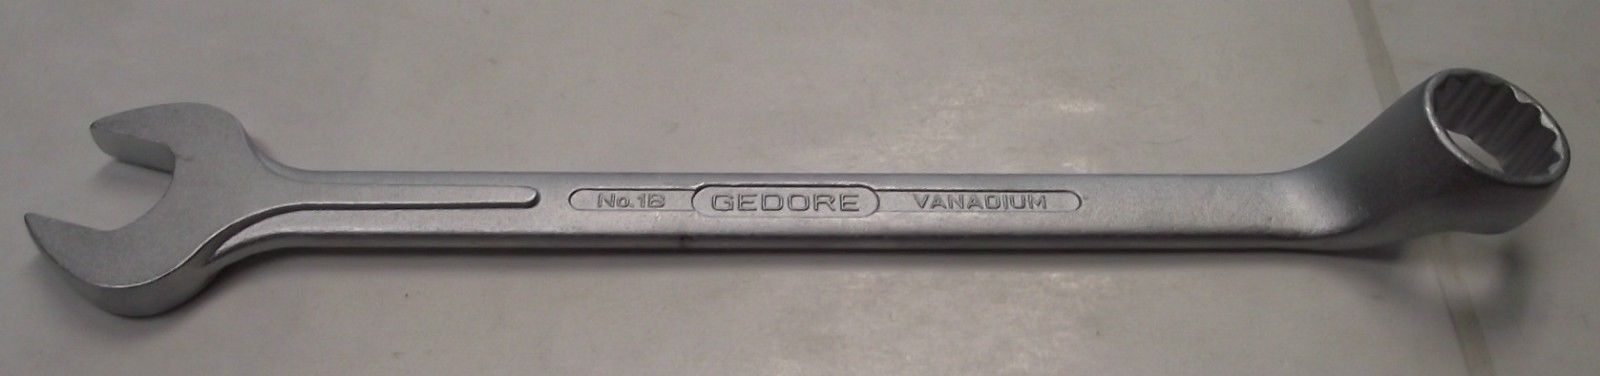 No.1B GEDORE VANADIUM